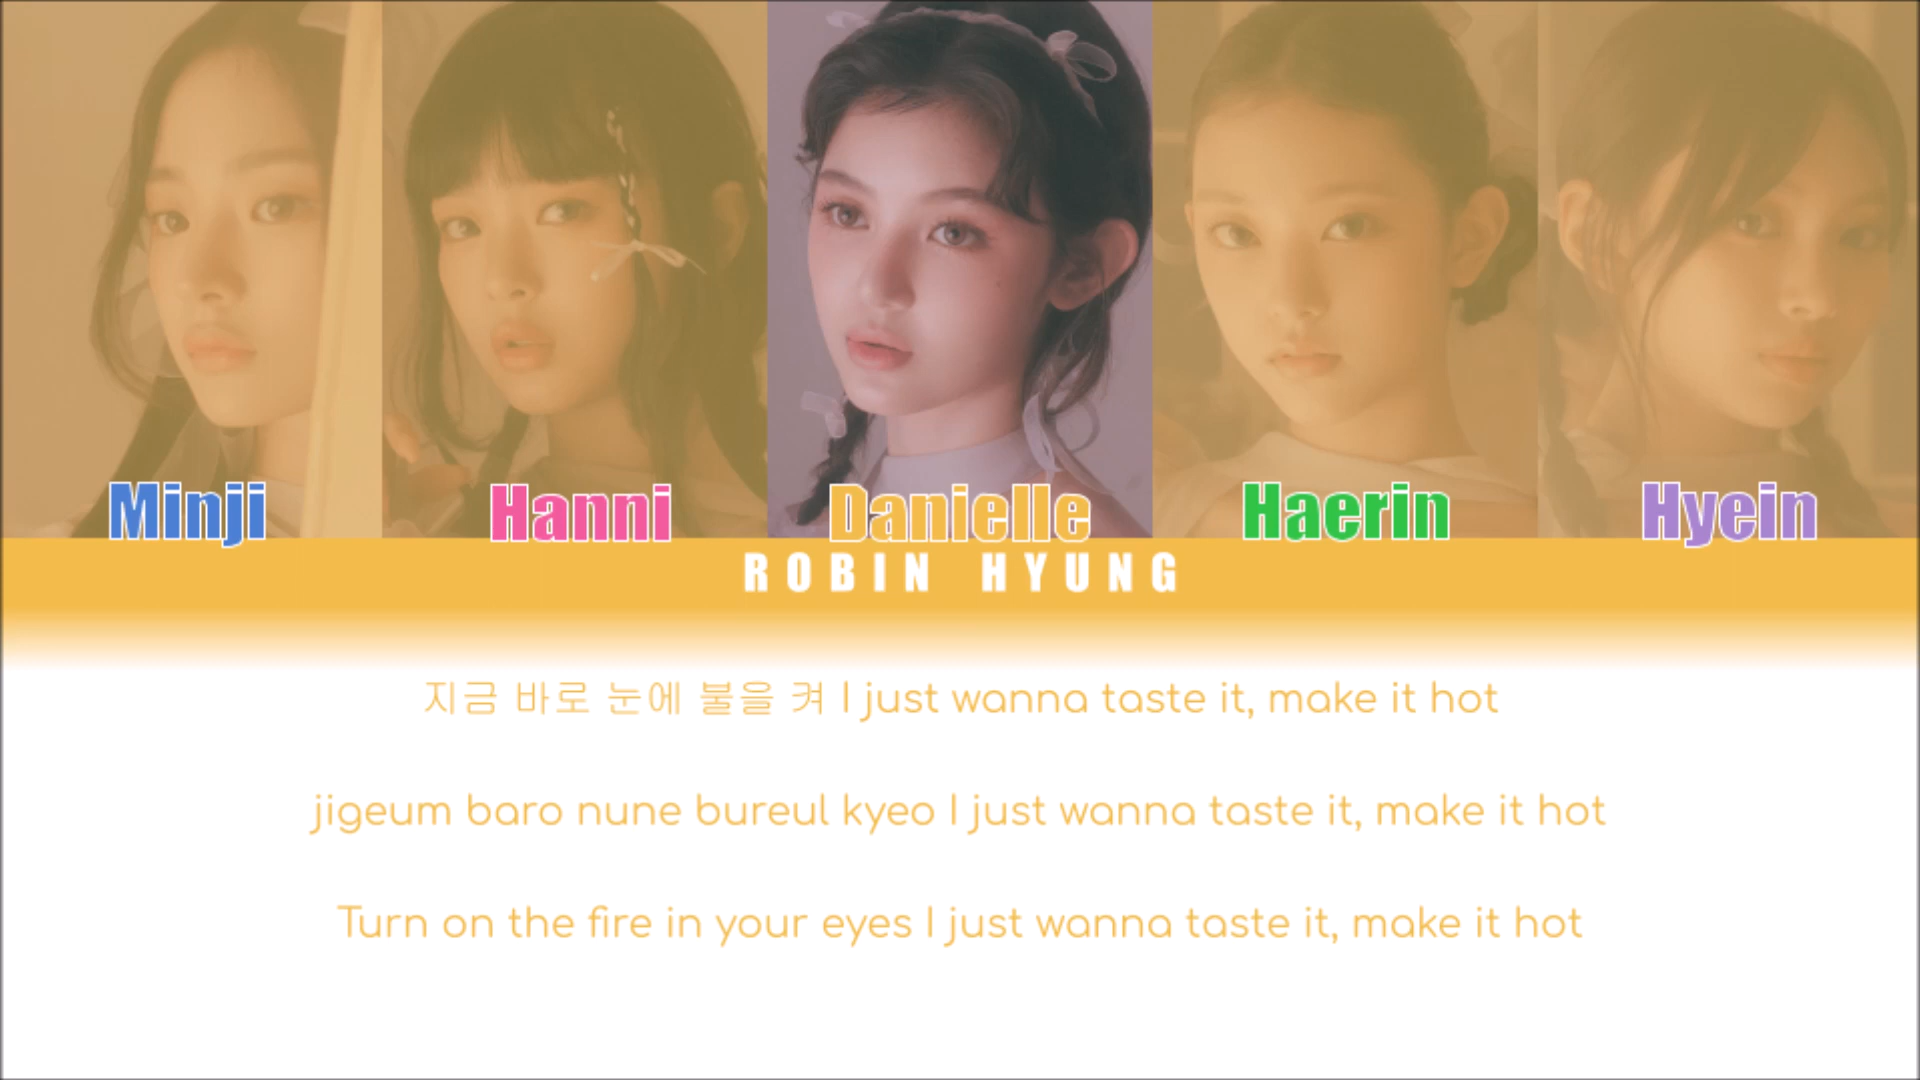 Minji Hanni Danielle Haerin Hyein
ROBIN HYUNG
지금 바로 눈에 불을 켜 I just wanna taste it, make it hot
jigeum baro nune bureul kyeo I just wanna taste it, make it hot
Turn on the fire in your eyes I just wanna taste it, make it hot